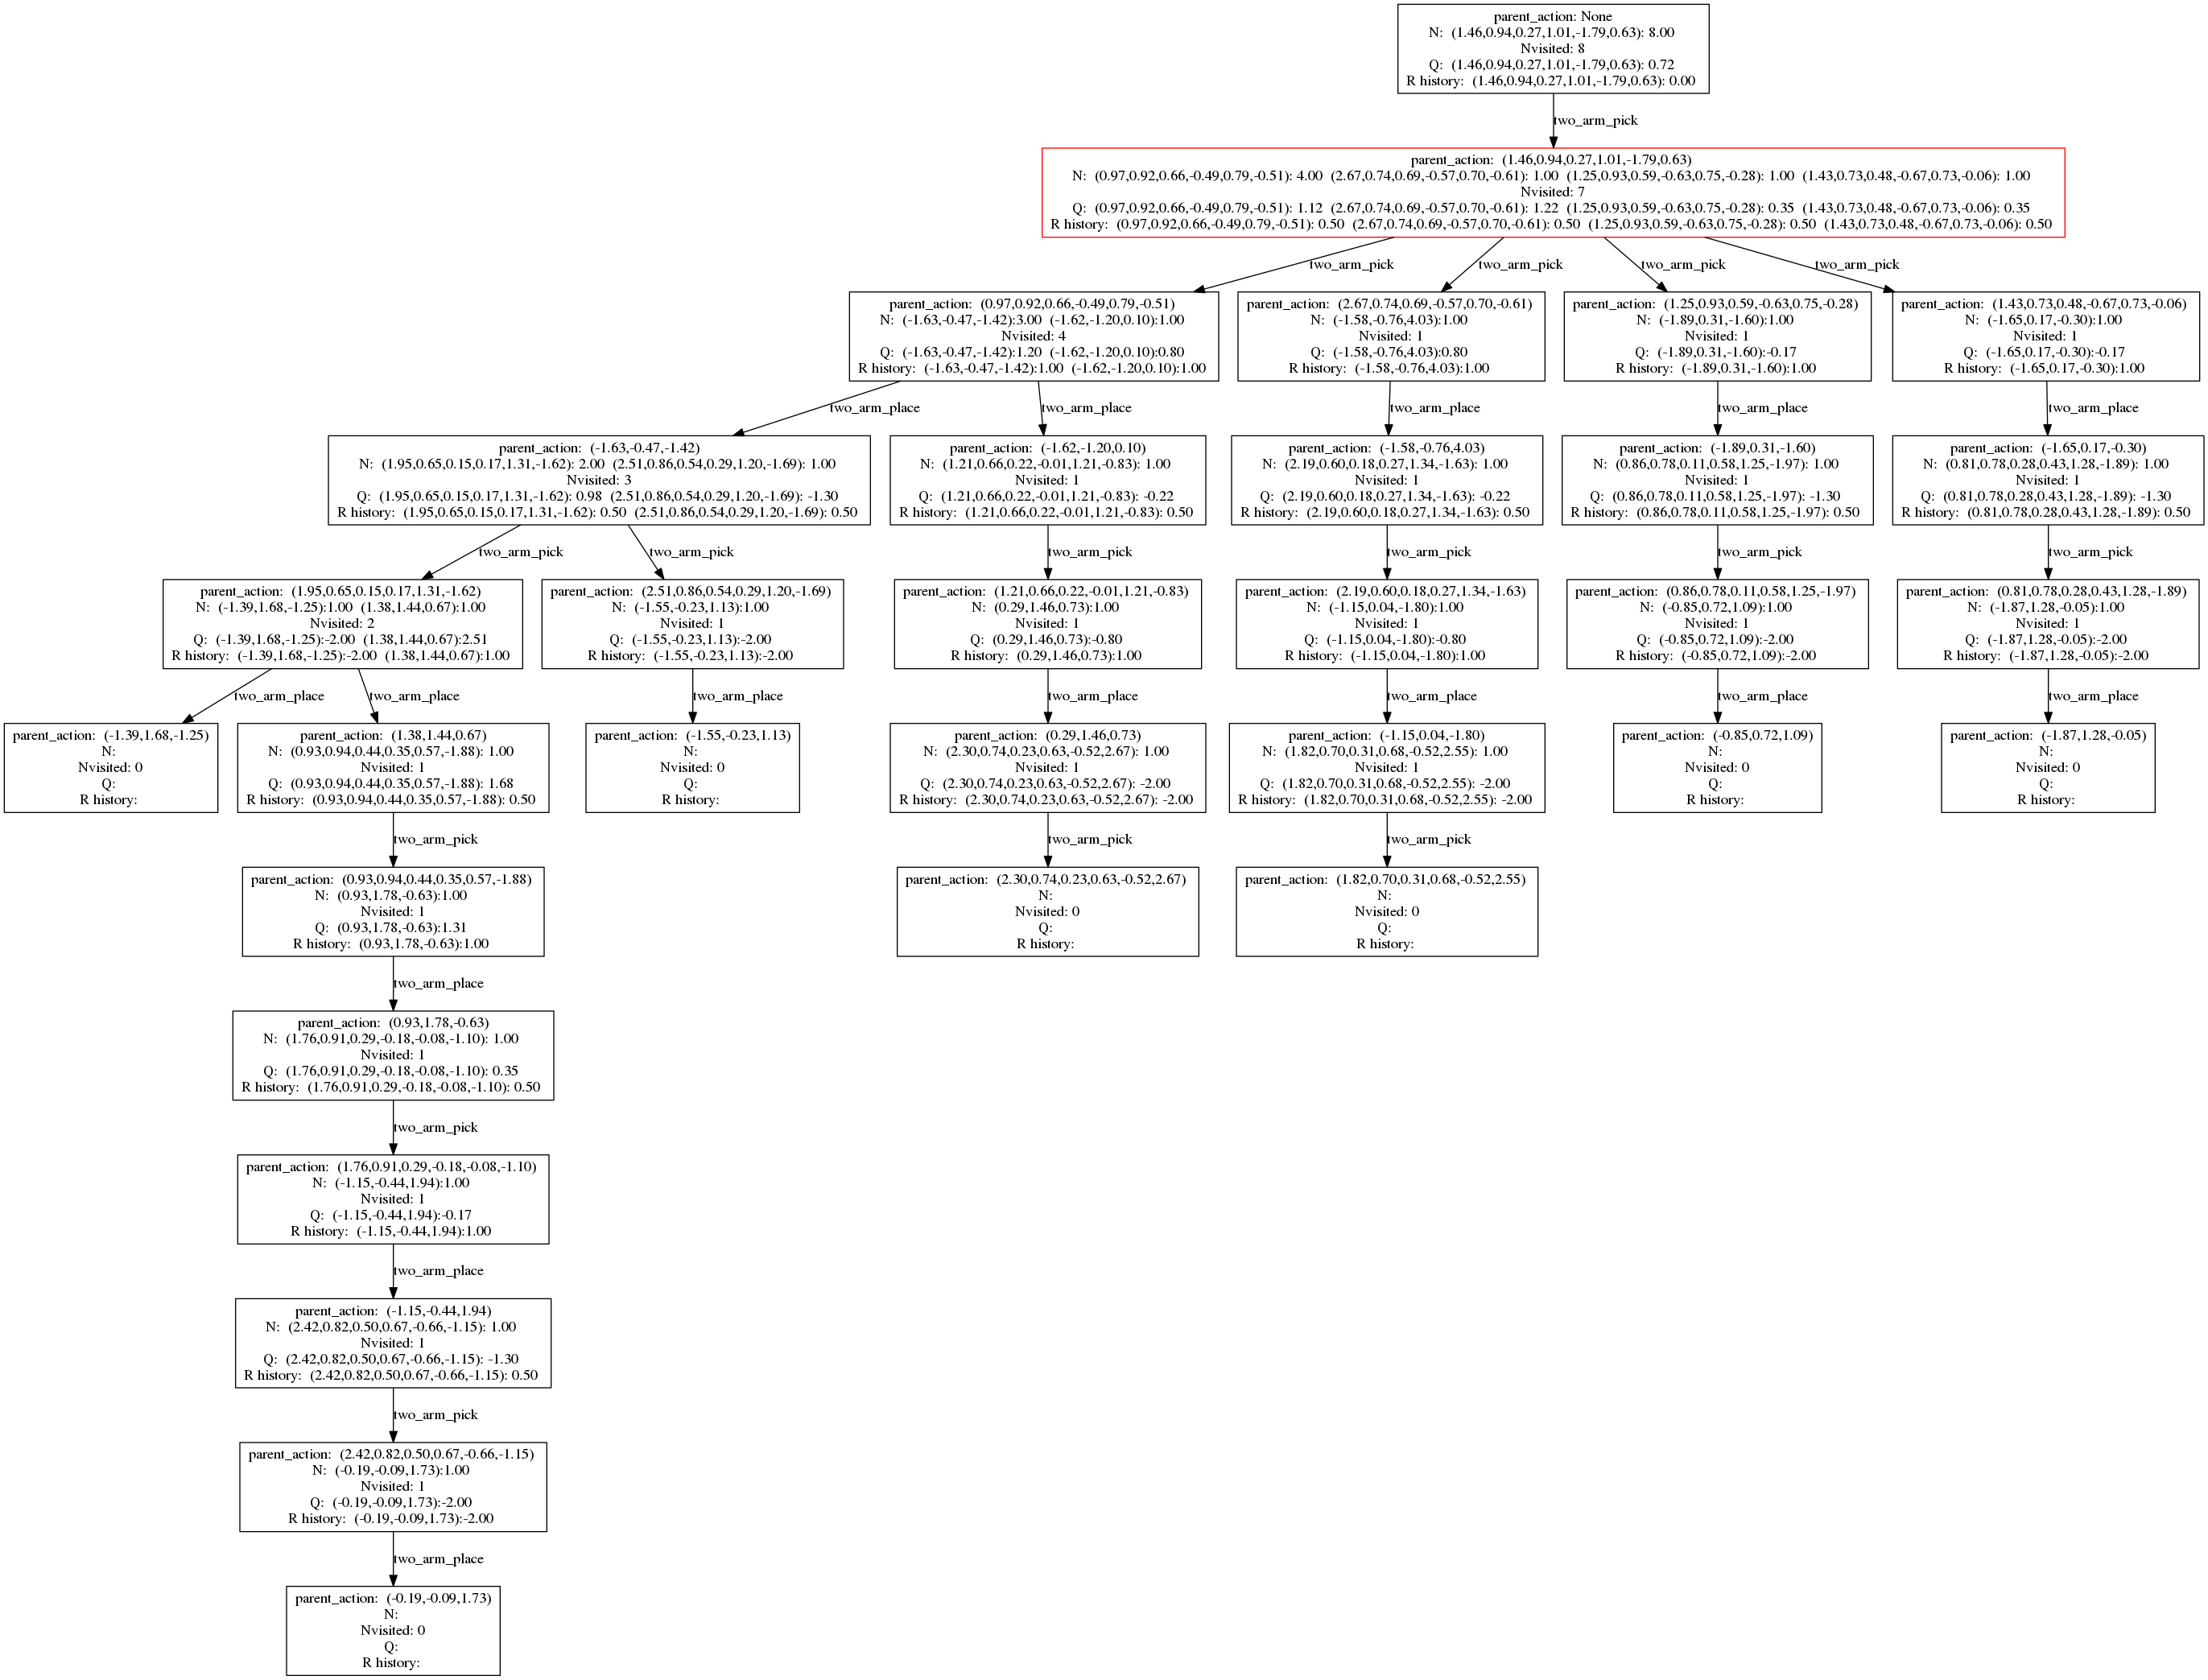 parent_action: None
N: (1.46,0.94,0.27,1.01,-1.79,0.63): 8.00
Nvisited: 8
Q: (1.46,0.94,0.27,1.01,-1.79,0.63): 0.72
R history: (1.46,0.94,0.27,1.01,-1.79,0.63): 0.00
two_arm_pick
parent_action: (1.46,0.94,0.27,1.01,-1.79,0.63)
N: (0.97,0.92,0.66,-0.49,0.79,-0.51): 4.00 (2.67,0.74,0.69,-0.57,0.70,-0.61): 1.00 (1.25,0.93,0.59,-0.63,0.75,-0.28): 1.00 (1.43,0.73,0.48,-0.67,0.73,-0.06): 1.00
Nvisited: 7
Q: (0.97,0.92,0.66,-0.49,0.79,-0.51): 1.12 (2.67,0.74,0.69,-0.57,0.70,-0.61): 1.22 (1.25,0.93,0.59,-0.63,0.75,-0.28): 0.35 (1.43,0.73,0.48,-0.67,0.73,-0.06): 0.35
R history: (0.97,0.92,0.66,-0.49,0.79,-0.51): 0.50 (2.67,0.74,0.69,-0.57,0.70,-0.61): 0.50 (1.25,0.93,0.59,-0.63,0.75,-0.28): 0.50 (1.43,0.73,0.48,-0.67,0.73,-0.06): 0.50
two_arm_pick
two_arm_pick
two_arm_pick
two_arm_pick
parent_action: (0.97,0.92,0.66,-0.49,0.79,-0.51)
N: (-1.63,-0.47,-1.42):3.00 (-1.62,-1.20,0.10):1.00
Nvisited: 4
Q: (-1.63,-0.47,-1.42):1.20 (-1.62,-1.20,0.10):0.80
R history: (-1.63,-0.47,-1.42):1.00 (-1.62,-1.20,0.10):1.00
parent_action: (2.67,0.74,0.69,-0.57,0.70,-0.61)
N: (-1.58,-0.76,4.03):1.00
Nvisited: 1
Q: (-1.58,-0.76,4.03):0.80
R history: (-1.58,-0.76,4.03):1.00
parent_action: (1.25,0.93,0.59,-0.63,0.75,-0.28)
N: (-1.89,0.31,-1.60):1.00
Nvisited: 1
Q: (-1.89,0.31,-1.60):-0.17
R history: (-1.89,0.31,-1.60):1.00
parent_action: (1.43,0.73,0.48,-0.67,0.73,-0.06)
N: (-1.65,0.17,-0.30):1.00
Nvisited: 1
Q: (-1.65,0.17,-0.30):-0.17
R history: (-1.65,0.17,-0.30):1.00
two_arm_place
two_arm_place
two_arm_place
two_arm_place
two_arm_place
parent_action: (-1.63,-0.47,-1.42)
N: (1.95,0.65,0.15,0.17,1.31,-1.62): 2.00 (2.51,0.86,0.54,0.29,1.20,-1.69): 1.00
Nvisited: 3
Q: (1.95,0.65,0.15,0.17,1.31,-1.62): 0.98 (2.51,0.86,0.54,0.29,1.20,-1.69): -1.30
R history: (1.95,0.65,0.15,0.17,1.31,-1.62): 0.50 (2.51,0.86,0.54,0.29,1.20,-1.69): 0.50
parent_action: (-1.62,-1.20,0.10)
N: (1.21,0.66,0.22,-0.01,1.21,-0.83): 1.00
Nvisited: 1
Q: (1.21,0.66,0.22,-0.01,1.21,-0.83): -0.22
R history: (1.21,0.66,0.22,-0.01,1.21,-0.83): 0.50
parent_action: (-1.58,-0.76,4.03)
N: (2.19,0.60,0.18,0.27,1.34,-1.63): 1.00
Nvisited: 1
Q: (2.19,0.60,0.18,0.27,1.34,-1.63): -0.22
R history: (2.19,0.60,0.18,0.27,1.34,-1.63): 0.50
parent_action: (-1.89,0.31,-1.60)
N: (0.86,0.78,0.11,0.58,1.25,-1.97): 1.00
Nvisited: 1
Q: (0.86,0.78,0.11,0.58,1.25,-1.97): -1.30
R history: (0.86,0.78,0.11,0.58,1.25,-1.97): 0.50
parent_action: (-1.65,0.17,-0.30)
N: (0.81,0.78,0.28,0.43,1.28,-1.89): 1.00
Nvisited: 1
Q: (0.81,0.78,0.28,0.43,1.28,-1.89): -1.30
R history: (0.81,0.78,0.28,0.43,1.28,-1.89): 0.50
two_arm_pick
two_arm_pick
two_arm_pick
two_arm_pick
two_arm_pick
two_arm_pick
parent_action: (1.95,0.65,0.15,0.17,1.31,-1.62)
N: (-1.39,1.68,-1.25):1.00 (1.38,1.44,0.67):1.00
Nvisited: 2
Q: (-1.39,1.68,-1.25):-2.00 (1.38,1.44,0.67):2.51
R history: (-1.39,1.68,-1.25):-2.00 (1.38,1.44,0.67):1.00
parent_action: (2.51,0.86,0.54,0.29,1.20,-1.69)
N: (-1.55,-0.23,1.13):1.00
Nvisited: 1
Q: (-1.55,-0.23,1.13):-2.00
R history: (-1.55,-0.23,1.13):-2.00
parent_action: (1.21,0.66,0.22,-0.01,1.21,-0.83)
N: (0.29,1.46,0.73):1.00
Nvisited: 1
Q: (0.29,1.46,0.73):-0.80
R history: (0.29,1.46,0.73):1.00
parent_action: (2.19,0.60,0.18,0.27,1.34,-1.63)
N: (-1.15,0.04,-1.80):1.00
Nvisited: 1
Q: (-1.15,0.04,-1.80):-0.80
R history: (-1.15,0.04,-1.80):1.00
parent_action: (0.86,0.78,0.11,0.58,1.25,-1.97)
N: (-0.85,0.72,1.09):1.00
Nvisited: 1
Q: (-0.85,0.72,1.09):-2.00
R history: (-0.85,0.72,1.09):-2.00
parent_action: (0.81,0.78,0.28,0.43,1.28,-1.89)
N: (-1.87,1.28,-0.05):1.00
Nvisited: 1
Q: (-1.87,1.28,-0.05):-2.00
R history: (-1.87,1.28,-0.05):-2.00
two_arm_place
two_arm_place
two_arm_place
two_arm_place
two_arm_place
two_arm_place
two_arm_place
parent_action: (-1.39,1.68,-1.25)
N:
Nvisited: 0
Q:
R history:
parent_action: (1.38,1.44,0.67)
N: (0.93,0.94,0.44,0.35,0.57,-1.88): 1.00
Nvisited: 1
Q: (0.93,0.94,0.44,0.35,0.57,-1.88): 1.68
R history: (0.93,0.94,0.44,0.35,0.57,-1.88): 0.50
parent_action: (-1.55,-0.23,1.13)
N:
Nvisited: 0
Q:
R history:
parent_action: (0.29,1.46,0.73)
N: (2.30,0.74,0.23,0.63,-0.52,2.67): 1.00
Nvisited: 1
Q: (2.30,0.74,0.23,0.63,-0.52,2.67): -2.00
R history: (2.30,0.74,0.23,0.63,-0.52,2.67): -2.00
parent_action: (-1.15,0.04,-1.80)
N: (1.82,0.70,0.31,0.68,-0.52,2.55): 1.00
Nvisited: 1
Q: (1.82,0.70,0.31,0.68,-0.52,2.55): -2.00
R history: (1.82,0.70,0.31,0.68,-0.52,2.55): -2.00
parent_action: (-0.85,0.72,1.09)
N:
Nvisited: 0
Q:
R history:
parent_action: (-1.87,1.28,-0.05)
N:
Nvisited: 0
Q:
R history:
two_arm_pick
two_arm_pick
two_arm_pick
parent_action: (0.93,0.94,0.44,0.35,0.57,-1.88)
N: (0.93,1.78,-0.63):1.00
Nvisited: 1
Q: (0.93,1.78,-0.63):1.31
R history: (0.93,1.78,-0.63):1.00
parent_action: (2.30,0.74,0.23,0.63,-0.52,2.67)
N:
Nvisited: 0
Q:
R history:
parent_action: (1.82,0.70,0.31,0.68,-0.52,2.55)
N:
Nvisited: 0
Q:
R history:
two_arm_place
parent_action: (0.93,1.78,-0.63)
N: (1.76,0.91,0.29,-0.18,-0.08,-1.10): 1.00
Nvisited: 1
Q: (1.76,0.91,0.29,-0.18,-0.08,-1.10): 0.35
R history: (1.76,0.91,0.29,-0.18,-0.08,-1.10): 0.50
two_arm_pick
parent_action: (1.76,0.91,0.29,-0.18,-0.08,-1.10)
N: (-1.15,-0.44,1.94):1.00
Nvisited: 1
Q: (-1.15,-0.44,1.94):-0.17
R history: (-1.15,-0.44,1.94):1.00
two_arm_place
parent_action: (-1.15,-0.44,1.94)
N: (2.42,0.82,0.50,0.67,-0.66,-1.15): 1.00
Nvisited: 1
Q: (2.42,0.82,0.50,0.67,-0.66,-1.15): -1.30
R history: (2.42,0.82,0.50,0.67,-0.66,-1.15): 0.50
two_arm_pick
parent_action: (2.42,0.82,0.50,0.67,-0.66,-1.15)
N: (-0.19,-0.09,1.73):1.00
Nvisited: 1
Q: (-0.19,-0.09,1.73):-2.00
R history: (-0.19,-0.09,1.73):-2.00
two_arm_place
parent_action: (-0.19,-0.09,1.73)
N:
Nvisited: 0
Q:
R history: